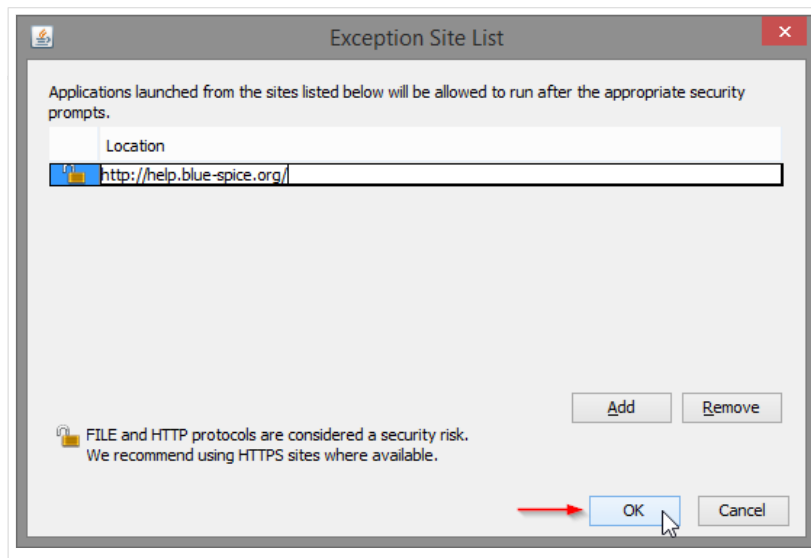 Exception Site List
Applications launched from the sites listed below will be allowed to run after the appropriate security
prompts.
Location
http://help.blue-spice.org/
Add
Remove
FILE and HTTP protocols are considered a security risk.
We recommend using HTTPS sites where available.
OK
Cancel